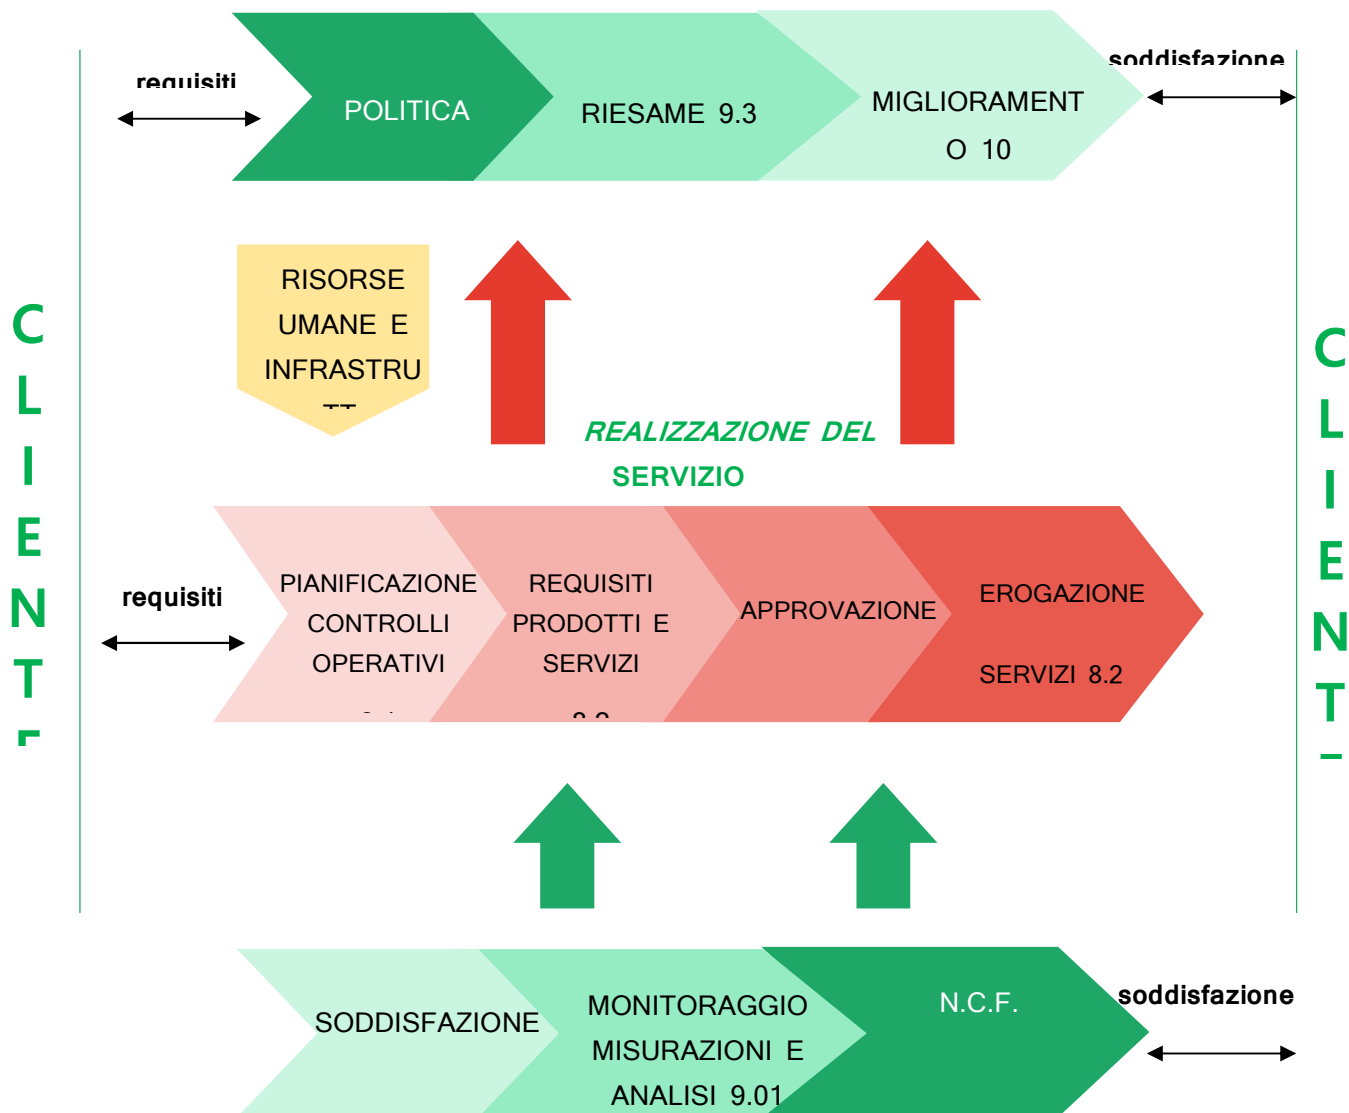 requisiti
POLITICA
RIESAME 9.3
MIGLIORAMENT
O 10
soddisfazione
RISORSE
UMANE E
INFRASTRU
TT
REALIZZAZIONE DEL
SERVIZIO
C
L
I
E
N
T
C
L
I
E
N
T
requisiti
PIANIFICAZIONE
CONTROLLI
OPERATIVI
REQUISITI
PRODOTTI E
SERVIZI
APPROVAZIONE
EROGAZIONE
SERVIZI 8.2
SODDISFAZIONE
MONITORAGGIO
MISURAZIONI E
ANALISI 9.01
N.C.F.
soddisfazione